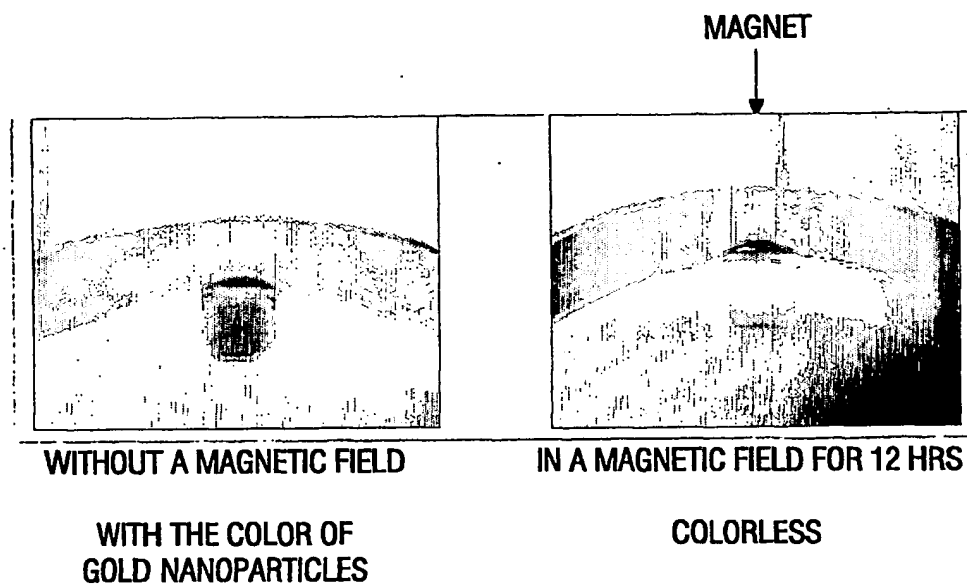 MAGNET
WITHOUT A MAGNETIC FIELD
IN A MAGNETIC FIELD FOR 12 HRS
WITH THE COLOR OF
GOLD NANOPARTICLES
COLORLESS